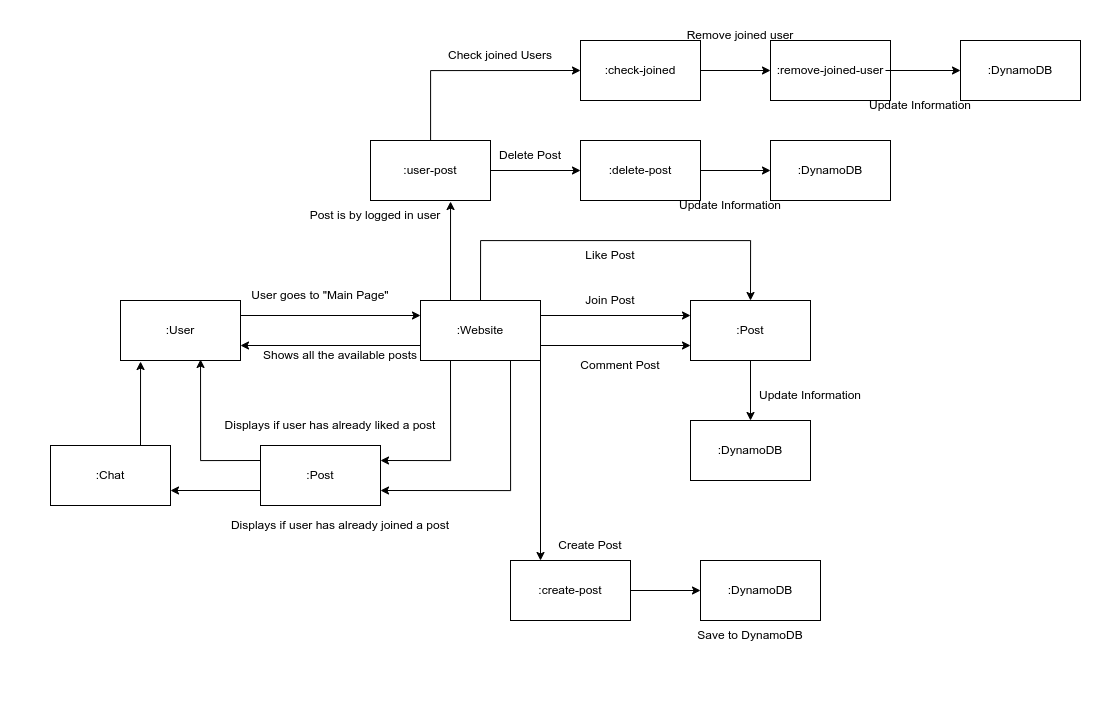 Remove joined user
Check joined Users
:check-joined
:remove-joined-user
:DynamoDB
Update Information
:user-post
Delete Post
:delete-post
:DynamoDB
Update Information
Post is by logged in user
Like Post
User goes to "Main Page"
Join Post
:User
:Website
:Post
Shows all the available posts
Comment Post
Update Information
Displays if user has already liked a post
:DynamoDB
:Chat
:Post
Displays if user has already joined a post
Create Post
:create-post
:DynamoDB
Save to DynamoDB